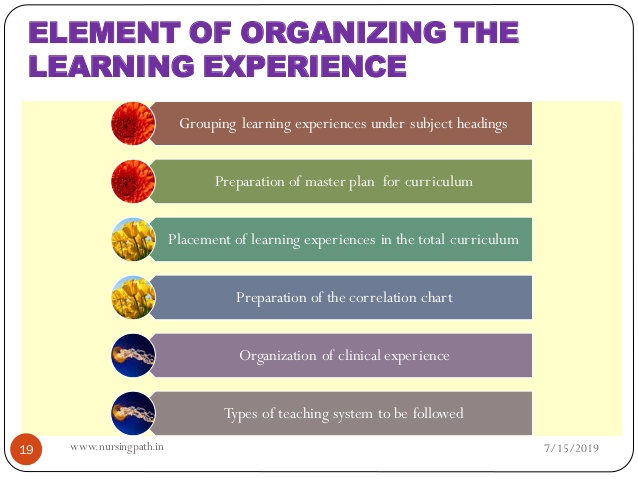 ELEMENT OF ORGANIZING THE
LEARNING EXPERIENCE
Grouping learning experiences under subject headings
Preparation of master plan for curriculum
Placement of learning experiences in the total curriculum
Preparation of the correlation chart
Organization of clinical experience
Types of teaching system to be followed
19
www.nursingpath.in
7/15/2019